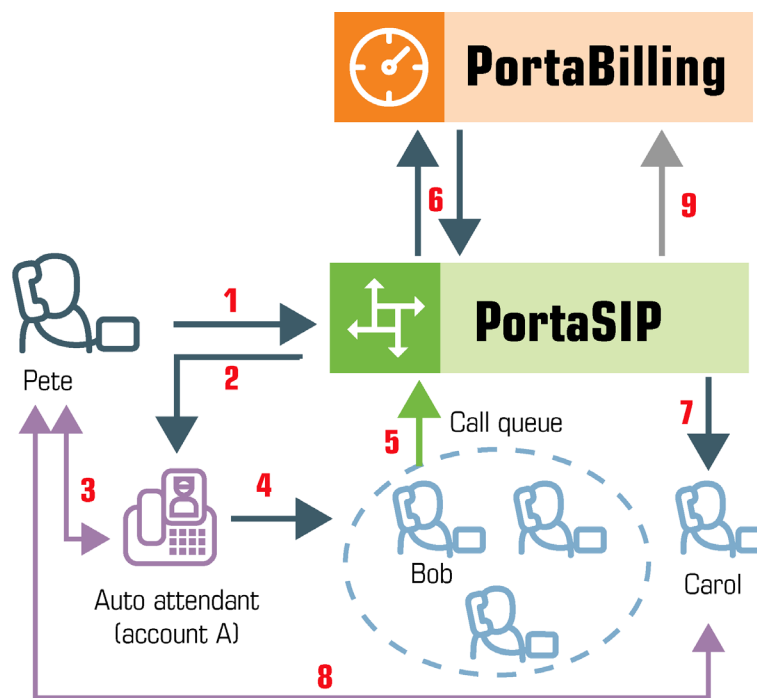 PortaBilling
6
9
1
PortaSIP
2
Pete
5
Call queue
7
3
4
Bob
Carol
Auto attendant
(account A)
8